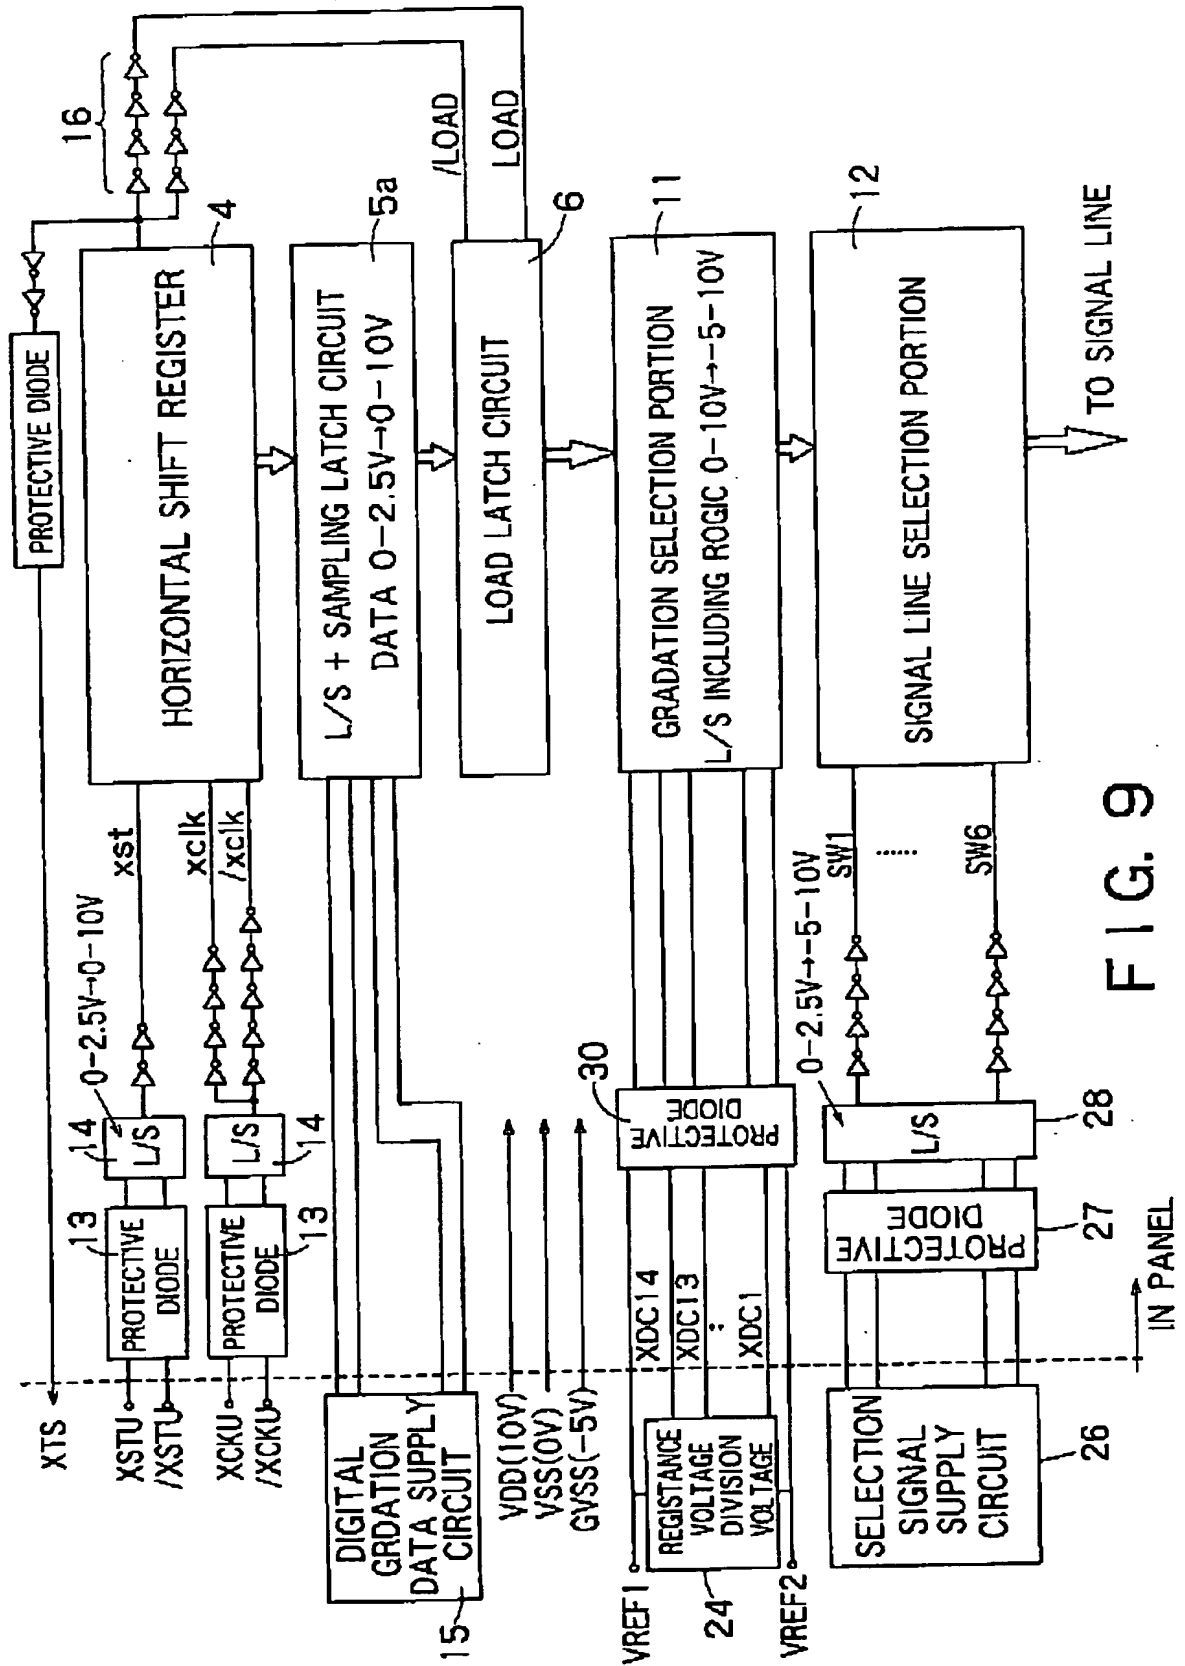 XTS
PROTECTIVE DIODE
16
XSTU
/XSTU
13
PROTECTIVE
DIODE
14
L/S
0-2.5V→0-10V
xst
HORIZONTAL SHIFT REGISTER
4
XCKU
/XCKU
PROTECTIVE
DIODE
13
L/S
14
xclk
/xclk
DIGITAL
GRDATION
DATA SUPPLY
CIRCUIT
15
L/S + SAMPLING LATCH CIRCUIT
DATA 0-2.5V→0-10V
5a
/LOAD
LOAD
LOAD LATCH CIRCUIT
6
VDD(10V)
VSS(0V)
GVSS(-5V)
VREF1
REGISTANCE
VOLTAGE
DIVISION
VOLTAGE
24
VREF2
XDC14
XDC13
XDC1
30
PROTECTIVE
DIODE
GRADATION SELECTION PORTION
L/S INCLUDING ROGIC 0-10V→-5-10V
11
SELECTION
SIGNAL
SUPPLY
CIRCUIT
26
PROTECTIVE
DIODE
27
L/S
28
0-2.5V→-5-10V
SW1
SW6
SIGNAL LINE SELECTION PORTION
12
IN PANEL
TO SIGNAL LINE
FIG. 9